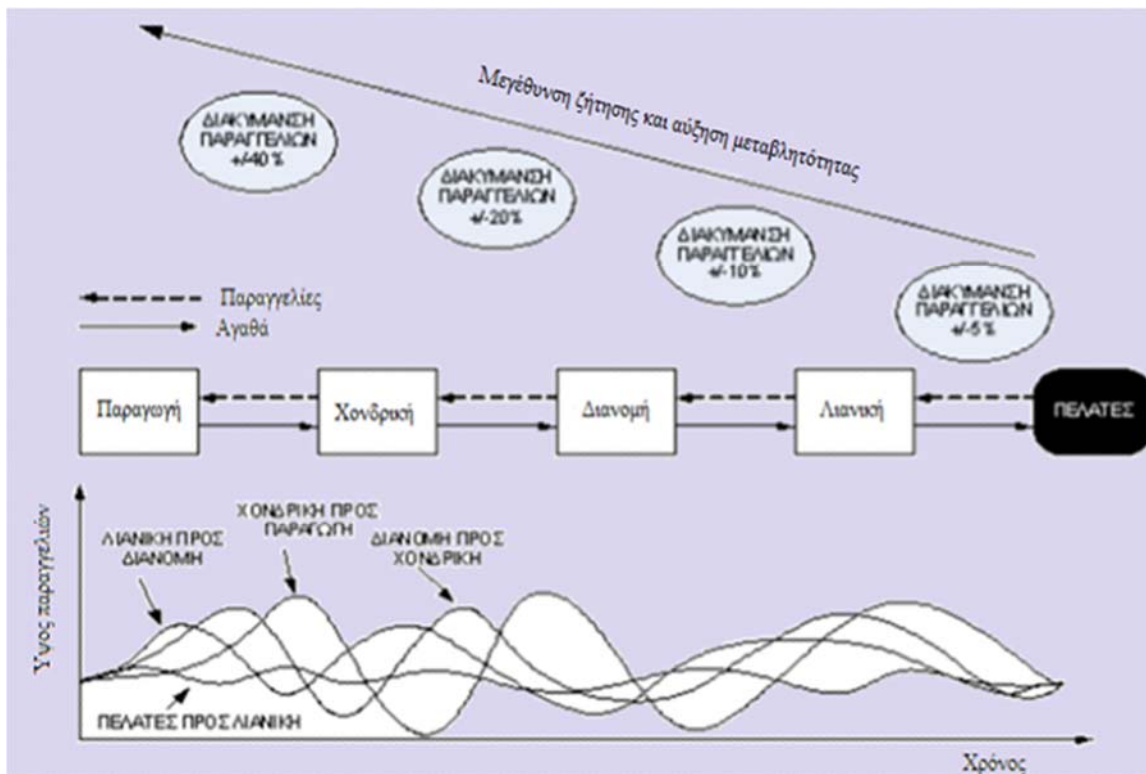 Μεγέθυνση ζήτησης και αύξηση μεταβλητότητας
ΔΙΑΚΥΜΑΝΣΗ
ΠΑΡΑΓΓΕΛΙΩΝ
+/-40%
ΔΙΑΚΥΜΑΝΣΗ
ΠΑΡΑΓΓΕΛΙΩΝ
+/-20%
ΔΙΑΚΥΜΑΝΣΗ
ΠΑΡΑΓΓΕΛΙΩΝ
+/-10%
ΔΙΑΚΥΜΑΝΣΗ
ΠΑΡΑΓΓΕΛΙΩΝ
+/-5%
Παραγγελίες
Αγαθά
Παραγωγή
Χονδρική
Διανομή
Λιανική
ΠΕΛΑΤΕΣ
Υψος παραγγελιών
ΛΙΑΝΙΚΗ ΠΡΟΣ
ΔΙΑΝΟΜΗ
ΧΟΝΔΡΙΚΗ ΠΡΟΣ
ΠΑΡΑΓΩΓΗ
ΔΙΑΝΟΜΗ ΠΡΟΣ
ΧΟΝΔΡΙΚΗ
ΠΕΛΑΤΕΣ ΠΡΟΣ ΛΙΑΝΙΚΗ
Χρόνος